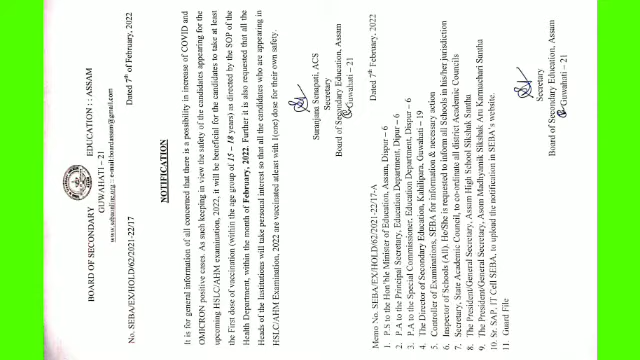 BOARD OF SECONDARY EDUCATION :: ASSAM
GUWAHATI – 21
www.sebaonline.org : e-mail
No. SEBA/EX/HOLD/62/2021-22/17 Dated 7th of February, 2022
NOTIFICATION
It is for general information of all concerned that there is a possibility in increase of COVID and
OMICRON positive cases. As such keeping in view the safety of the candidates appearing for the
upcoming HSLC/AHM examination, 2022, it will be beneficial for the candidates to take at least
the First dose of vaccination (within the age group of 15 – 18 years) as directed by the SOP of the
Health Department, within the month of February, 2022. Further it is also requested that all the
Heads of the Institutions will take personal interest so that all the candidates who are appearing in
HSLC/AHM Examination, 2022 are vaccinated atleast with 1(one) dose for their own safety.
Suranjana Senapati, ACS
Secretary
Board of Secondary Education, Assam
Guwahati – 21
Memo No. SEBA/EX/HOLD/62/2021-22/17-A Dated 7th February, 2022
1. P.S to the Hon'ble Minister of Education, Assam, Dispur – 6
2. P.A to the Principal Secretary, Education Department, Dipur – 6
3. P.A to the Special Commissioner, Education Department, Dispur – 6
4. The Director of Secondary Education, Kahilipara, Guwahati – 19
5. Controller of Examinations, SEBA for information & necessary action
6. Inspector of Schools (All). He/She is requested to inform all Schools in his/her jurisdiction
7. Secretary, State Academic Council, to co-ordinate all district Academic Councils
8. The President/General Secretary, Assam High School Sikshak Santha
9. The President/General Secretary, Assam Madhyamik Sikshak Aru Karmachari Santha
10. Sr. SAP, IT Cell SEBA, to upload the notification in SEBA's website.
11. Guard File
Secretary
Board of Secondary Education, Assam
Guwahati – 21